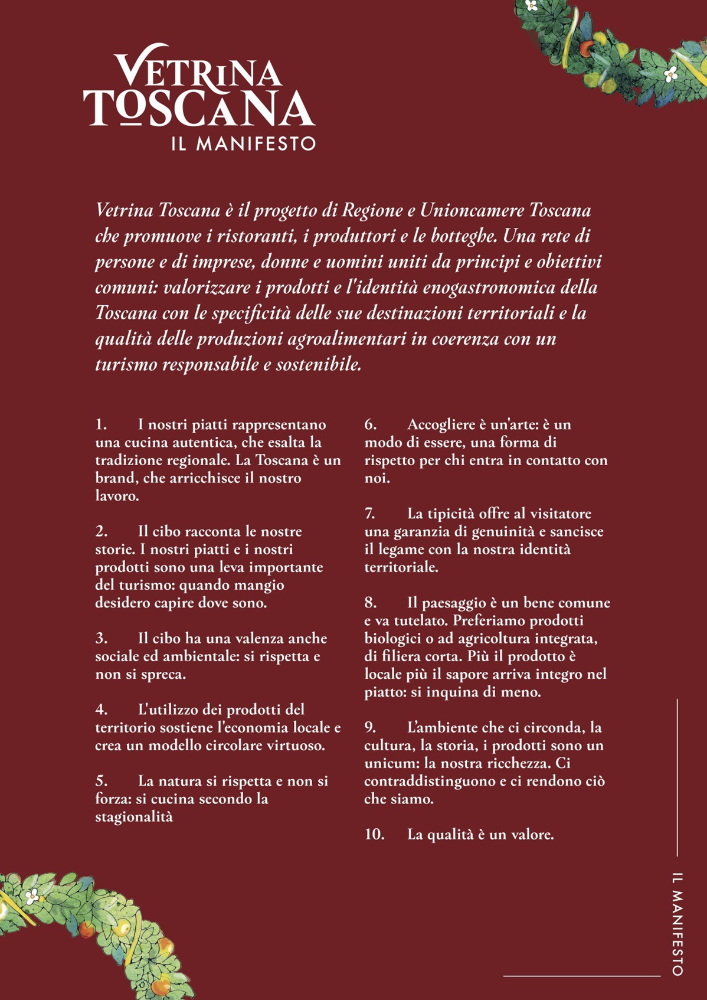 VETRINA
TOSCANA
IL MANIFESTO
Vetrina Toscana è il progetto di Regione e Unioncamere Toscana
che promuove i ristoranti, i produttori e le botteghe. Una rete di
persone e di imprese, donne e uomini uniti da principi e obiettivi
comuni: valorizzare i prodotti e l'identità enogastronomica della
Toscana con le specificità delle sue destinazioni territoriali e la
qualità delle produzioni agroalimentari in coerenza con un
turismo responsabile e sostenibile.
1. I nostri piatti rappresentano
una cucina autentica, che esalta la
tradizione regionale. La Toscana è un
brand, che arricchisce il nostro
lavoro.
2. Il cibo racconta le nostre
storie. I nostri piatti e i nostri
prodotti sono una leva importante
del turismo: quando mangio
desidero capire dove sono.
3. Il cibo ha una valenza anche
sociale ed ambientale: si rispetta e
non si spreca.
4. L'utilizzo dei prodotti del
territorio sostiene l'economia locale e
crea un modello circolare virtuoso.
5. La natura si rispetta e non si
forza: si cucina secondo la
stagionalità
6. Accogliere è un'arte: è un
modo di essere, una forma di
rispetto per chi entra in contatto con
noi.
7. La tipicità offre al visitatore
una garanzia di genuinità e sancisce
il legame con la nostra identità
territoriale.
8. Il paesaggio è un bene comune
e va tutelato. Preferiamo prodotti
biologici o ad agricoltura integrata,
di filiera corta. Più il prodotto è
locale più il sapore arriva integro nel
piatto: si inquina di meno.
9. L’ambiente che ci circonda, la
cultura, la storia, i prodotti sono un
unicum: la nostra ricchezza. Ci
contraddistinguono e ci rendono ciò
che siamo.
10. La qualità è un valore.
IL MANIFESTO